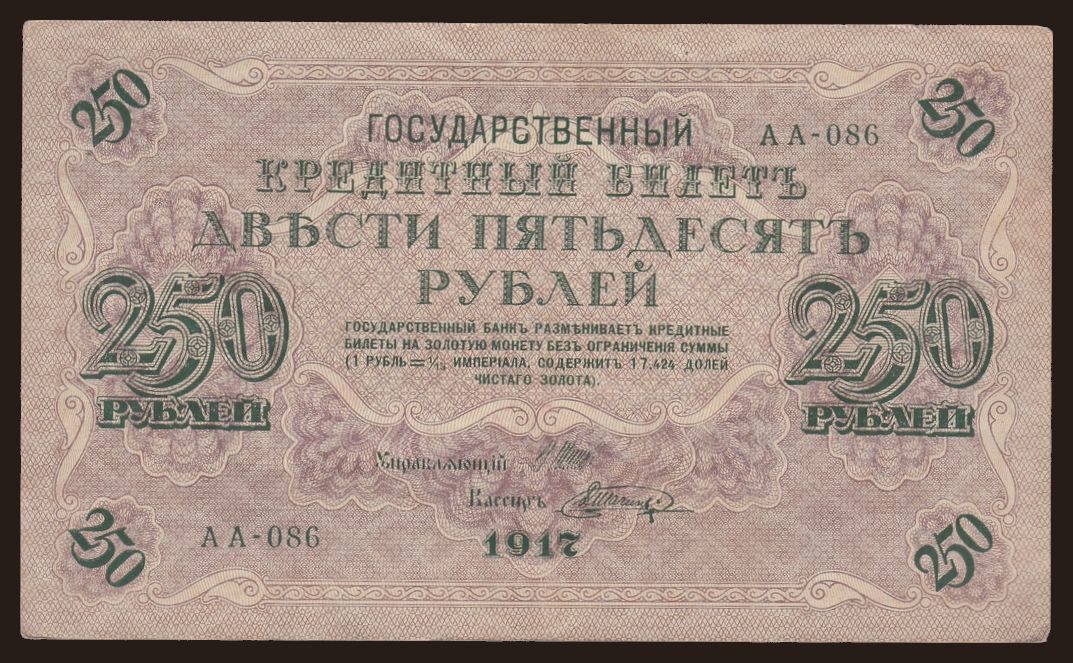 250 250
ГОСУДАРСТВЕННЫЙ АА-086
КРЕДИТНЫЙ БИЛЕТЪ
ДВѢСТИ ПЯТЬДЕСЯТЪ
РУБЛЕЙ
250 250
РУБЛЕЙ РУБЛЕЙ
ГОСУДАРСТВЕННЫЙ БАНКЪ РАЗМѢНИВАЕТЪ КРЕДИТНЫЕ
БИЛЕТЫ НА ЗОЛОТУЮ МОНЕТУ БЕЗЪ ОГРАНИЧЕНІЯ СУММЫ
(1 РУБЛЬ = 1/15 ИМПЕРІАЛА, СОДЕРЖИТЪ 17.424 ДОЛЕЙ
ЧИСТАГО ЗОЛОТА).
Управляющій
Кассиръ
АА-086 1917
250 250